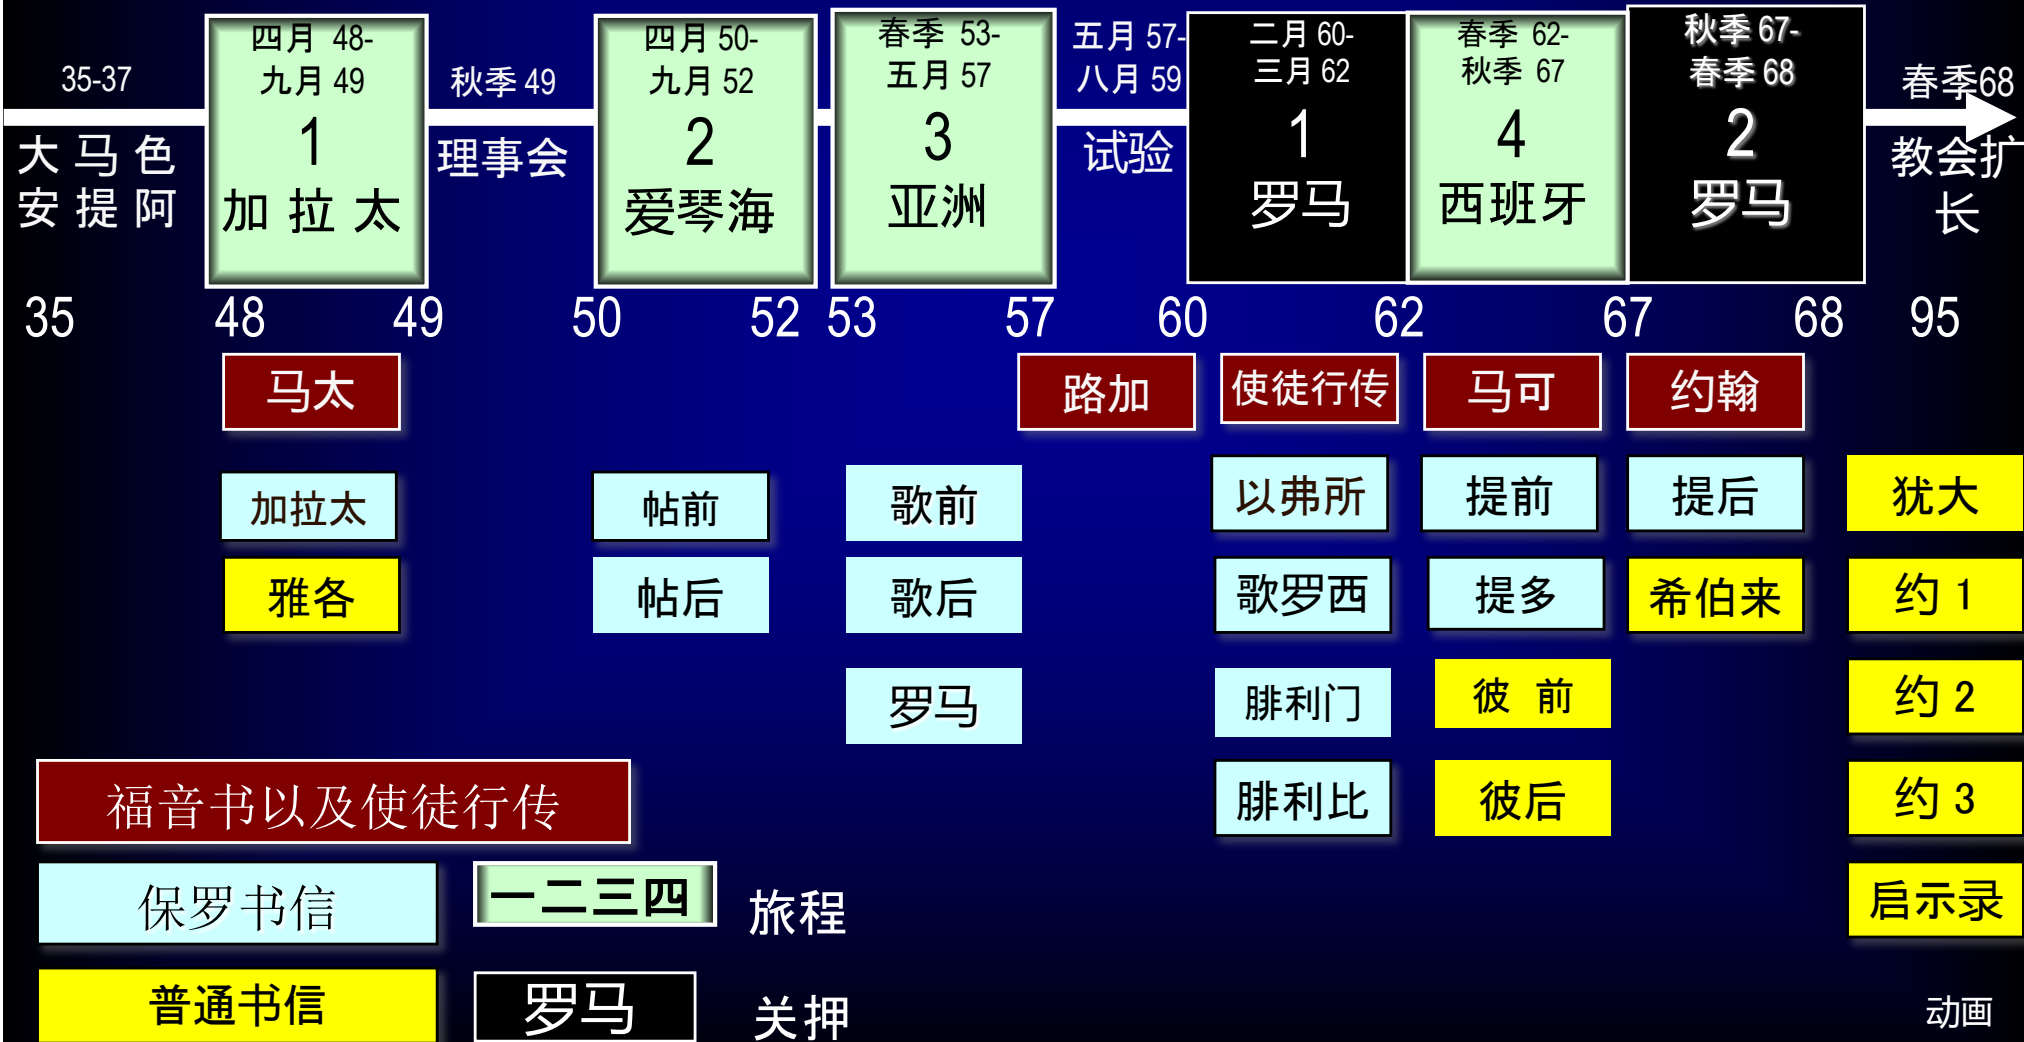 35-37
大 马 色
安 提 阿
四月 48-
九月 49
1
加 拉 太
秋季 49
理事会
四月 50-
九月 52
2
爱琴海
春季 53-
五月 57
3
亚洲
五月 57-
八月 59
试验
二月 60-
三月 62
1
罗马
春季 62-
秋季 67
4
西班牙
秋季 67-
春季 68
2
罗马
春季68
教会扩
长
35 48 49 50 52 53 57 60 62 67 68 95
马太 路加 使徒行传 马可 约翰
加拉太 帖前 歌前 以弗所 提前 提后 犹大
雅各 帖后 歌后 歌罗西 提多 希伯来 约 1
罗马 腓利门 彼 前 约 2
福音书以及使徒行传 腓利比 彼后 约 3
保罗书信 一二三四 旅程 启示录
普通书信 罗马 关押 动画